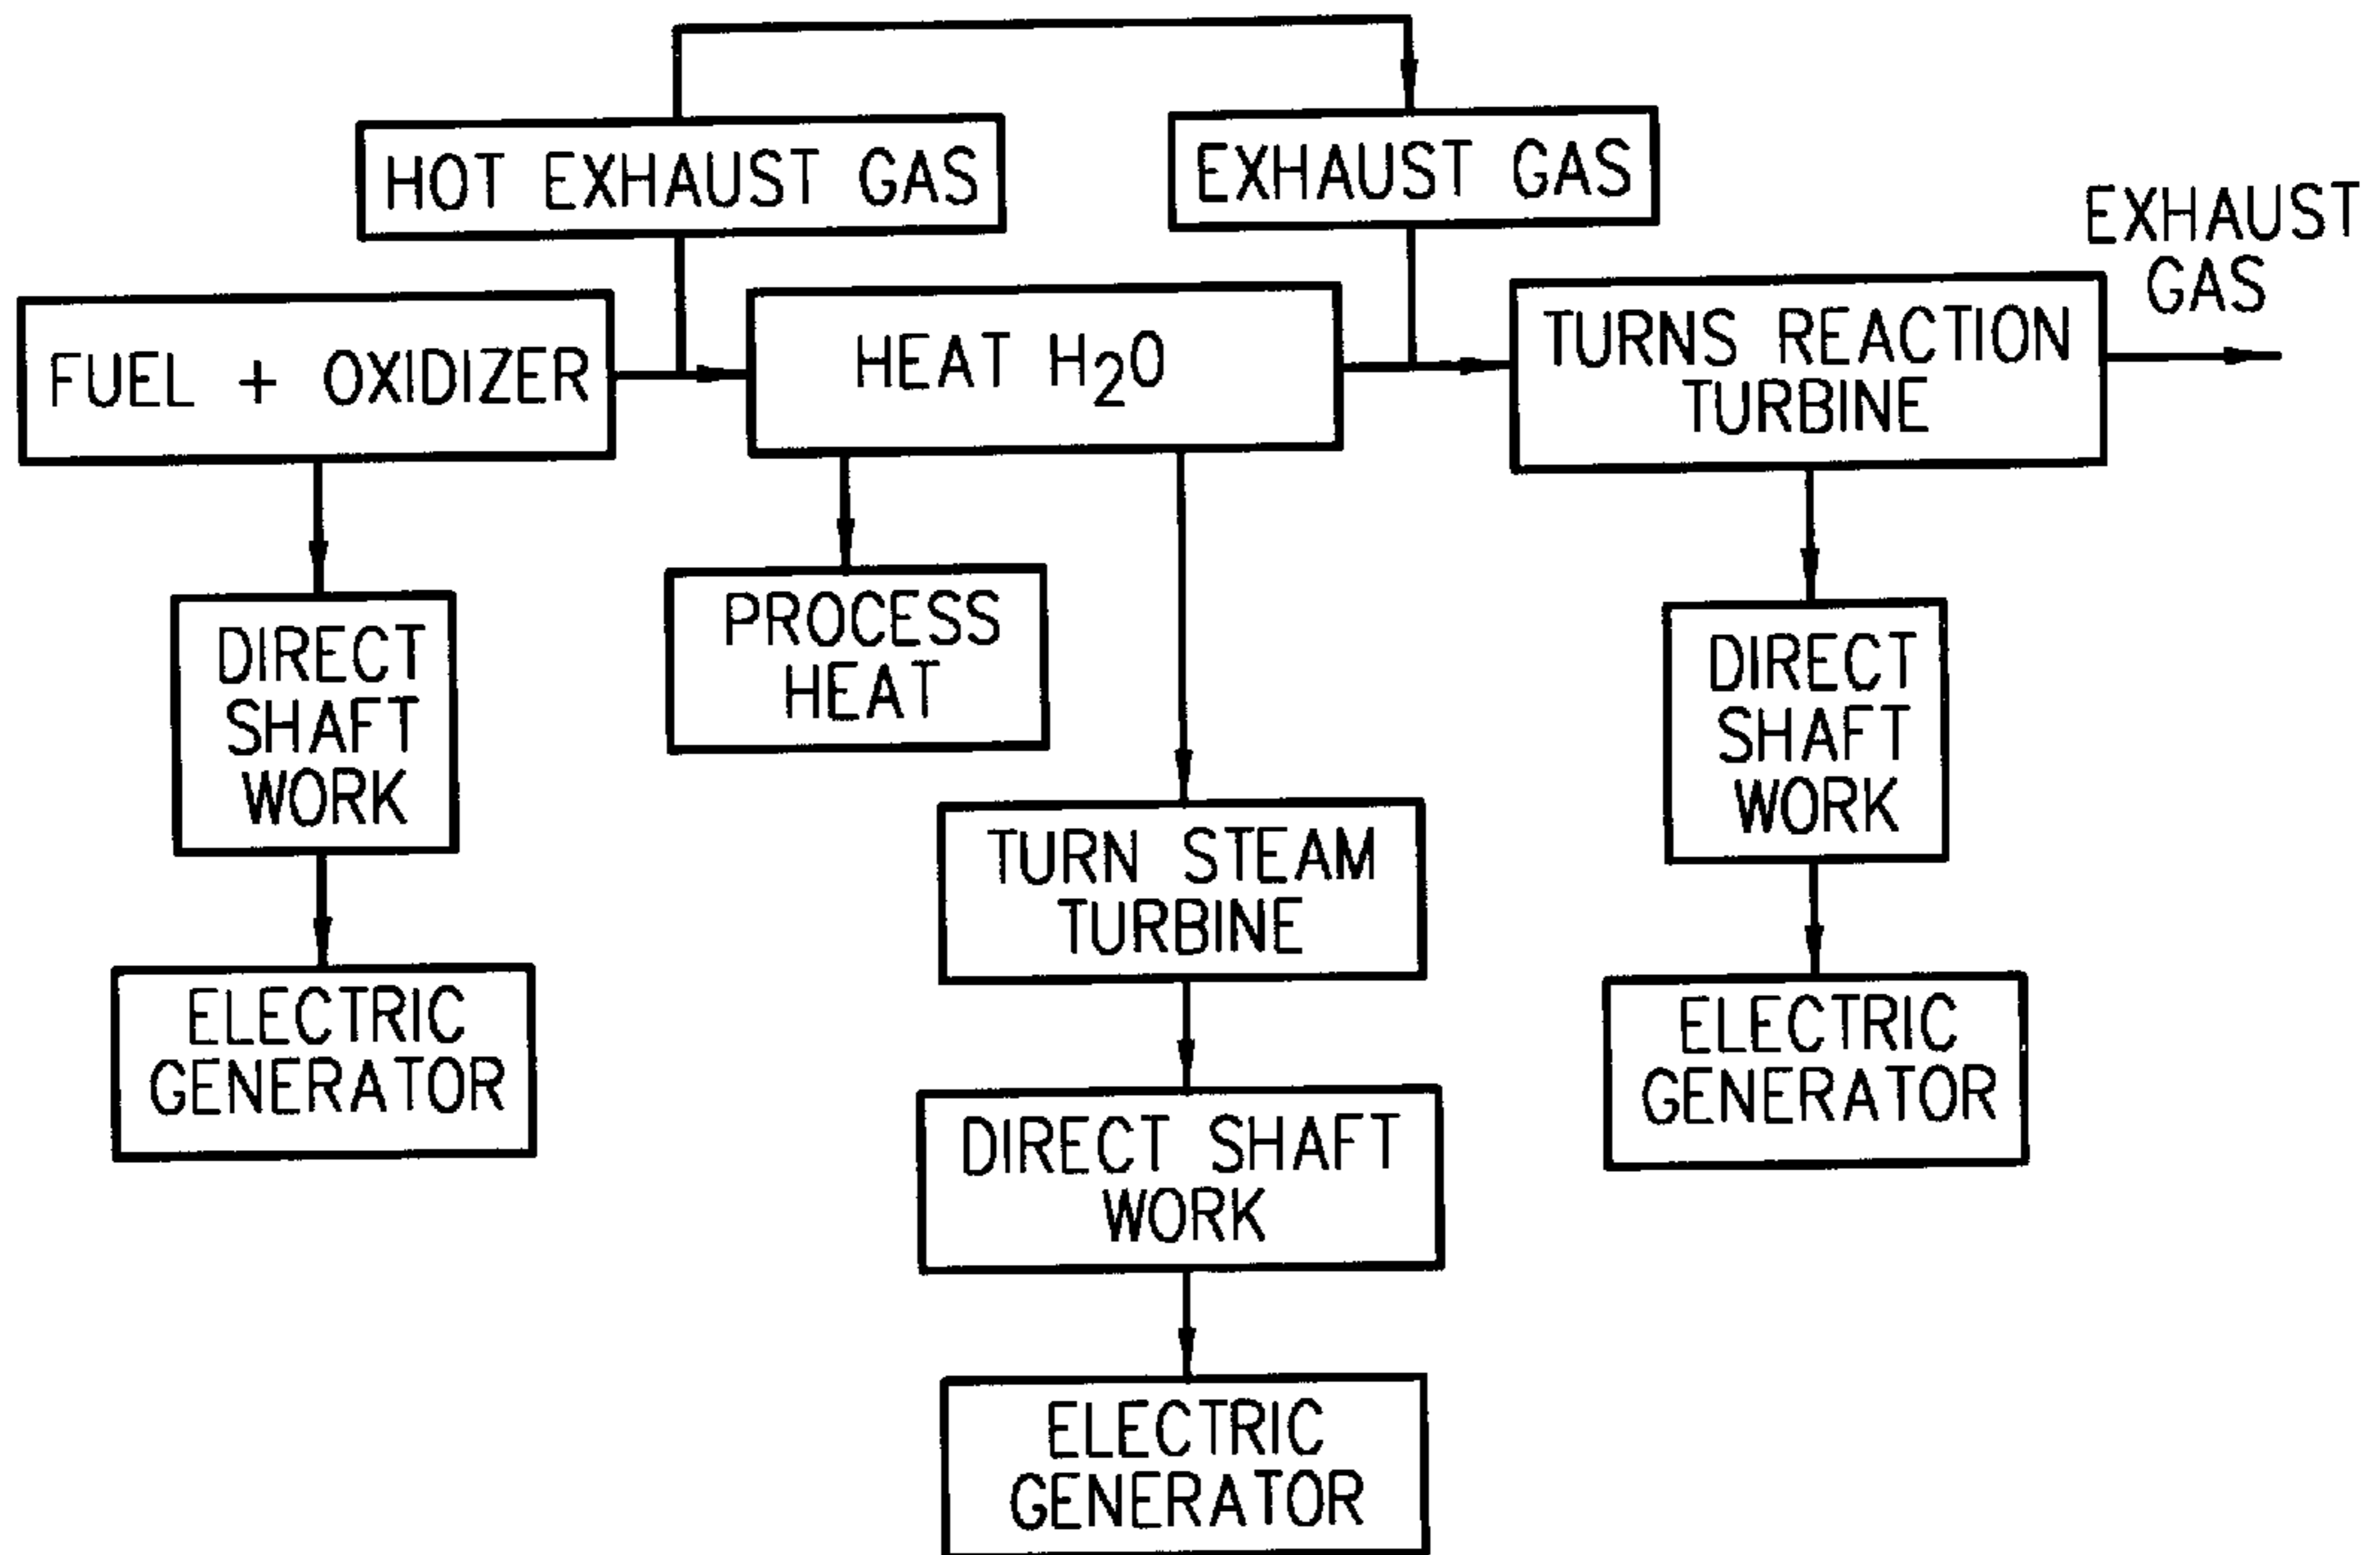 HOT EXHAUST GAS
EXHAUST GAS
EXHAUST
GAS
FUEL + OXIDIZER
HEAT H₂O
TURNS REACTION
TURBINE
DIRECT
SHAFT
WORK
PROCESS
HEAT
DIRECT
SHAFT
WORK
TURN STEAM
TURBINE
ELECTRIC
GENERATOR
ELECTRIC
GENERATOR
DIRECT SHAFT
WORK
ELECTRIC
GENERATOR